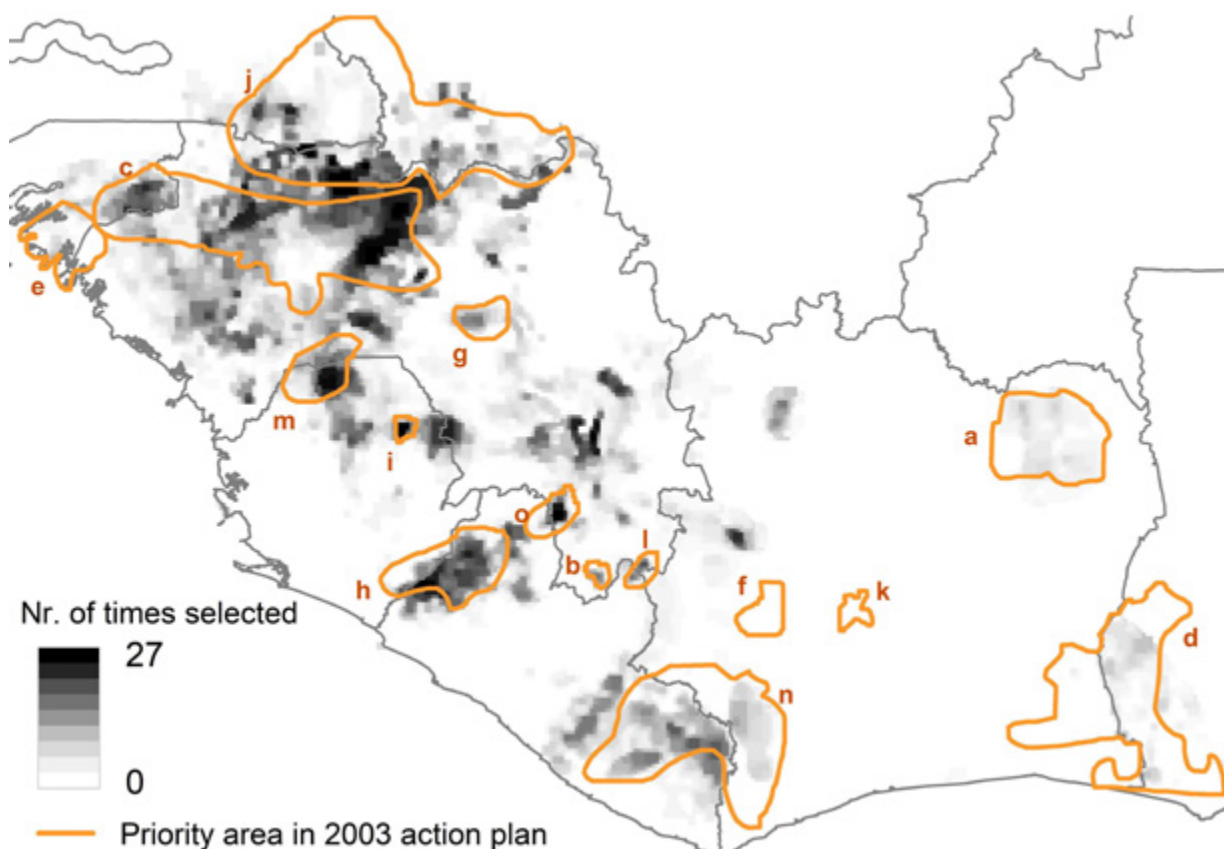 j
c
e
g
m
a
i
o
l
b
h
f
k
d
n
Nr. of times selected
27
0
Priority area in 2003 action plan